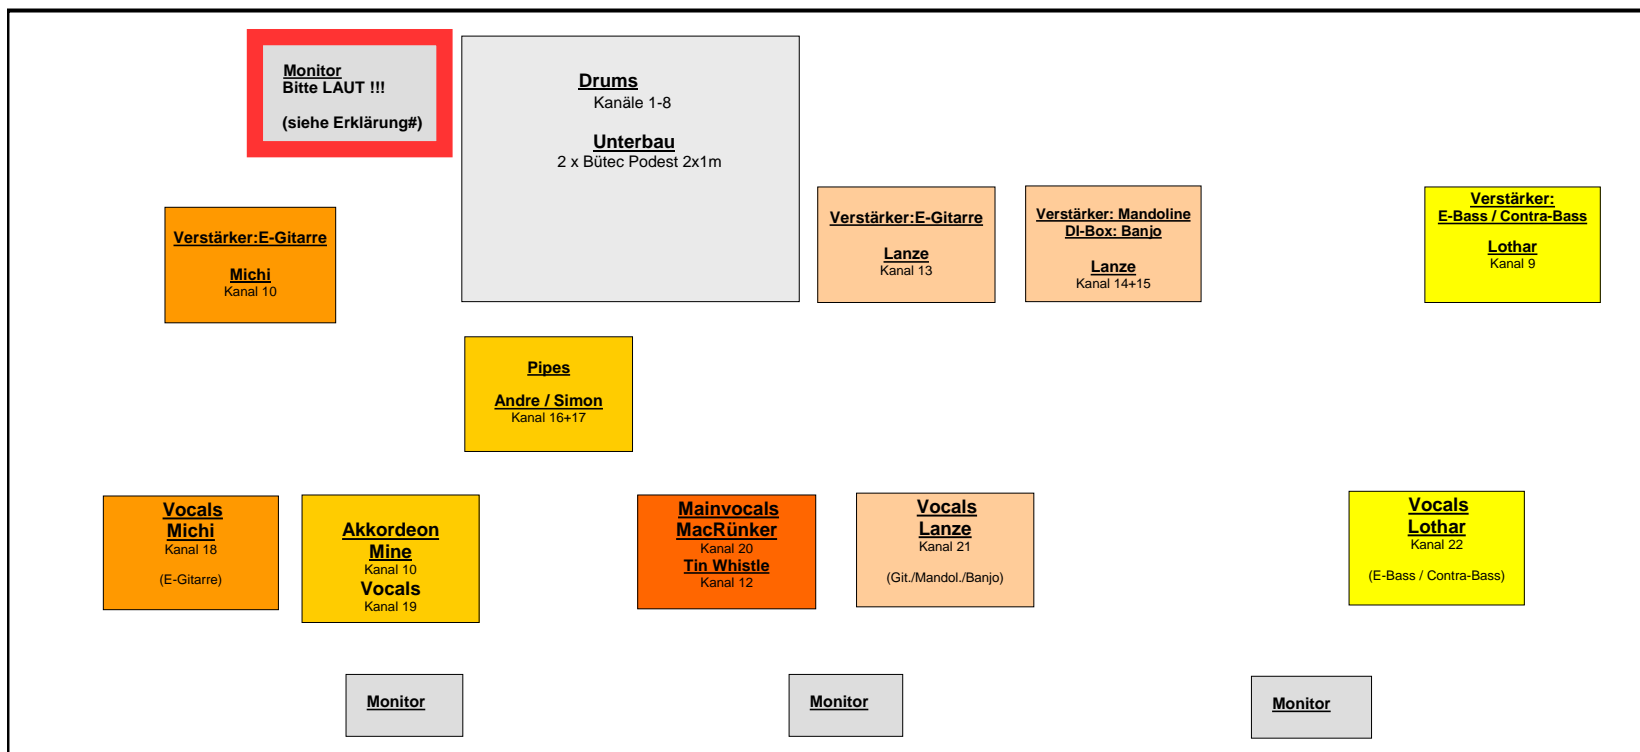 Monitor
Bitte LAUT !!!
(siehe Erklärung#)
Drums
Kanäle 1-8
Unterbau
2 x Bütec Podest 2x1m
Verstärker:E-Gitarre
Michi
Kanal 10
Verstärker:E-Gitarre
Lanze
Kanal 13
Verstärker: Mandoline
DI-Box: Banjo
Lanze
Kanal 14+15
Verstärker:
E-Bass / Contra-Bass
Lothar
Kanal 9
Pipes
Andre / Simon
Kanal 16+17
Vocals
Michi
Kanal 18
(E-Gitarre)
Akkordeon
Mine
Kanal 10
Vocals
Kanal 19
Mainvocals
MacRünker
Kanal 20
Tin Whistle
Kanal 12
Vocals
Lanze
Kanal 21
(Git./Mandol./Banjo)
Vocals
Lothar
Kanal 22
(E-Bass / Contra-Bass)
Monitor
Monitor
Monitor